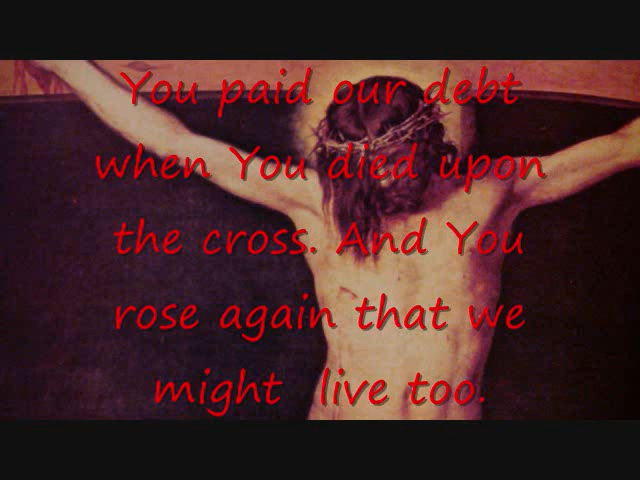 You paid our debt
when You died upon
the cross. And You
rose again that we
might  live too.